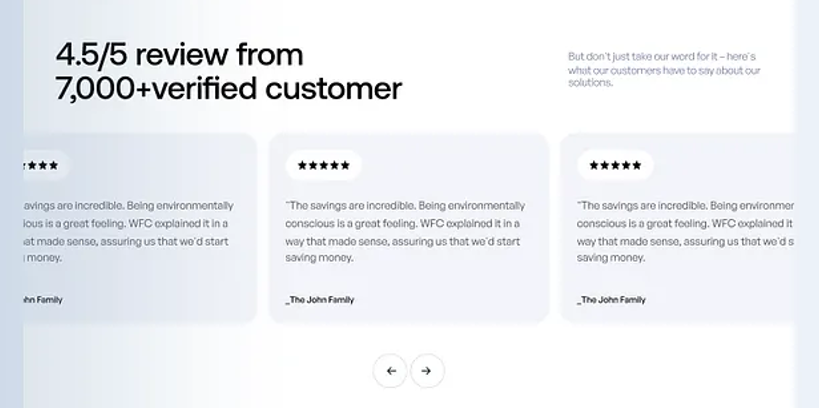 4.5/5 review from
7,000+verified customer
But don't just take our word for it – here's
what our customers have to say about our
solutions.
avings are incredible. Being environmentally
ious is a great feeling. WFC explained it in a
at made sense, assuring us that we'd start
money.
hn Family
"The savings are incredible. Being environmentally
conscious is a great feeling. WFC explained it in a
way that made sense, assuring us that we'd start
saving money.
_The John Family
"The savings are incredible. Being environmer
conscious is a great feeling. WFC explained it
way that made sense, assuring us that we'd s
saving money.
_The John Family